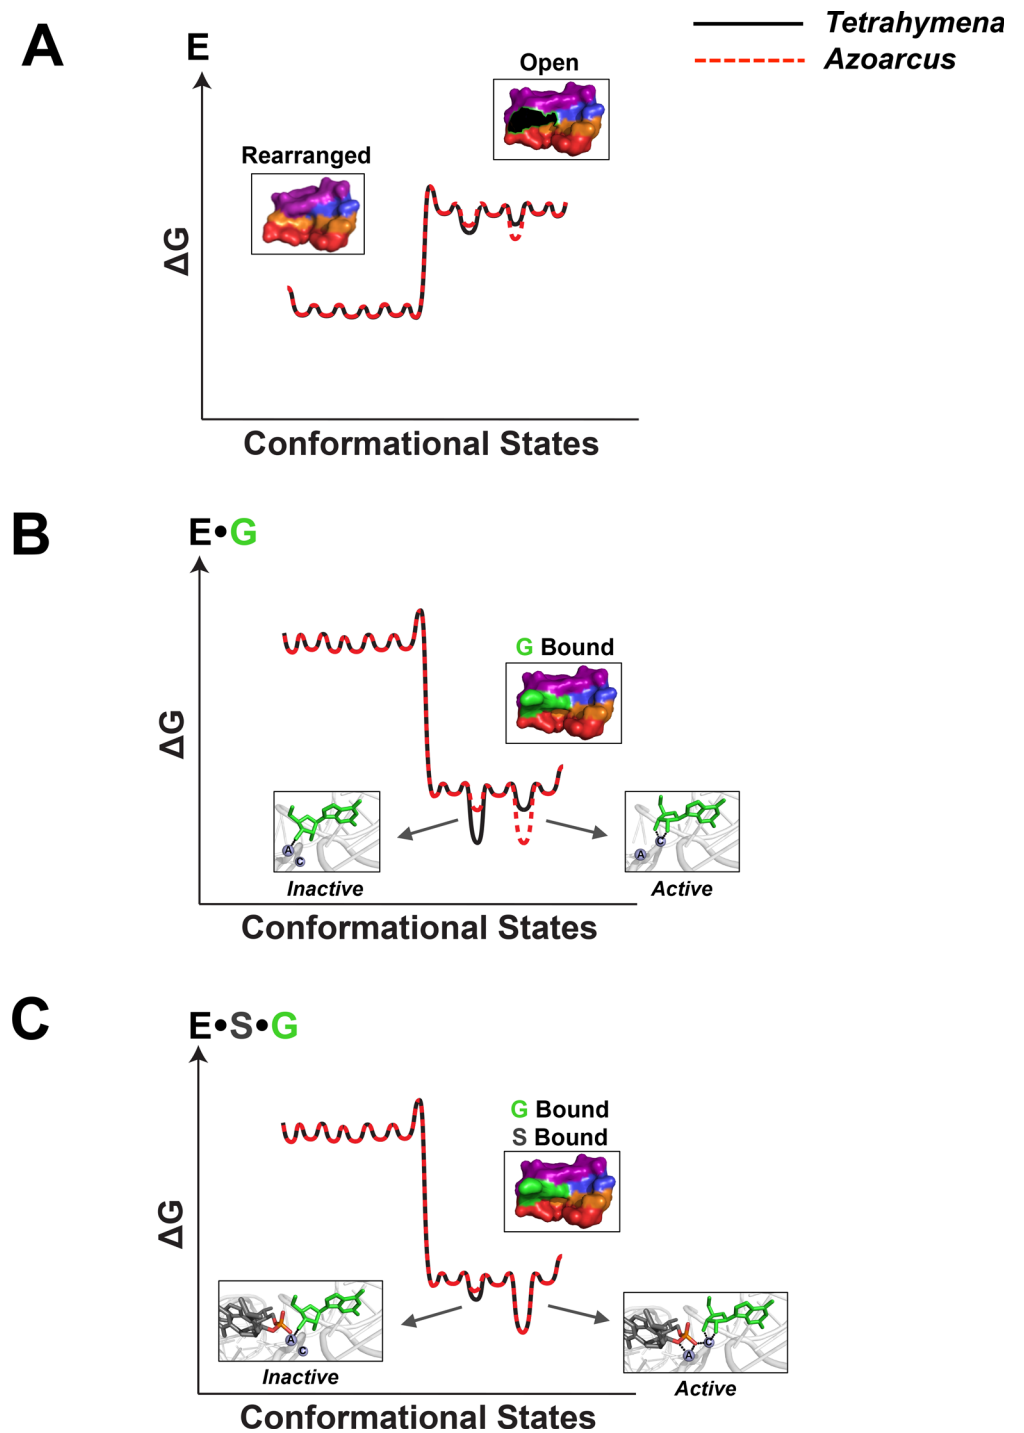 Tetrahymena
Azoarcus
A
E
Open
Rearranged
ΔG
Conformational States
B
E•G
G Bound
ΔG
A
C
Inactive
A
C
Active
Conformational States
C
E•S•G
G Bound
S Bound
ΔG
A
C
Inactive
A
C
Active
Conformational States